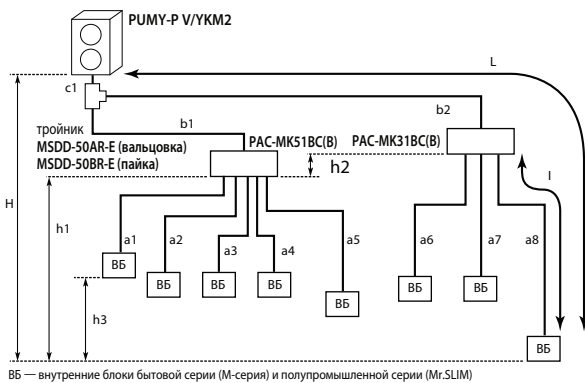 PUMY-P V/YKM2
L
c1
b1
b2
тройник
MSDD-50AR-E (вальцовка)
MSDD-50BR-E (пайка)
PAC-MK51BC(B)
PAC-MK31BC(B)
h2
l
H
h1
a1
a2
a3
a4
a5
a6
a7
a8
ВБ
ВБ
ВБ
ВБ
ВБ
ВБ
ВБ
ВБ
h3
ВБ — внутренние блоки бытовой серии (М-серия) и полупромышленной серии (Mr.SLIM)